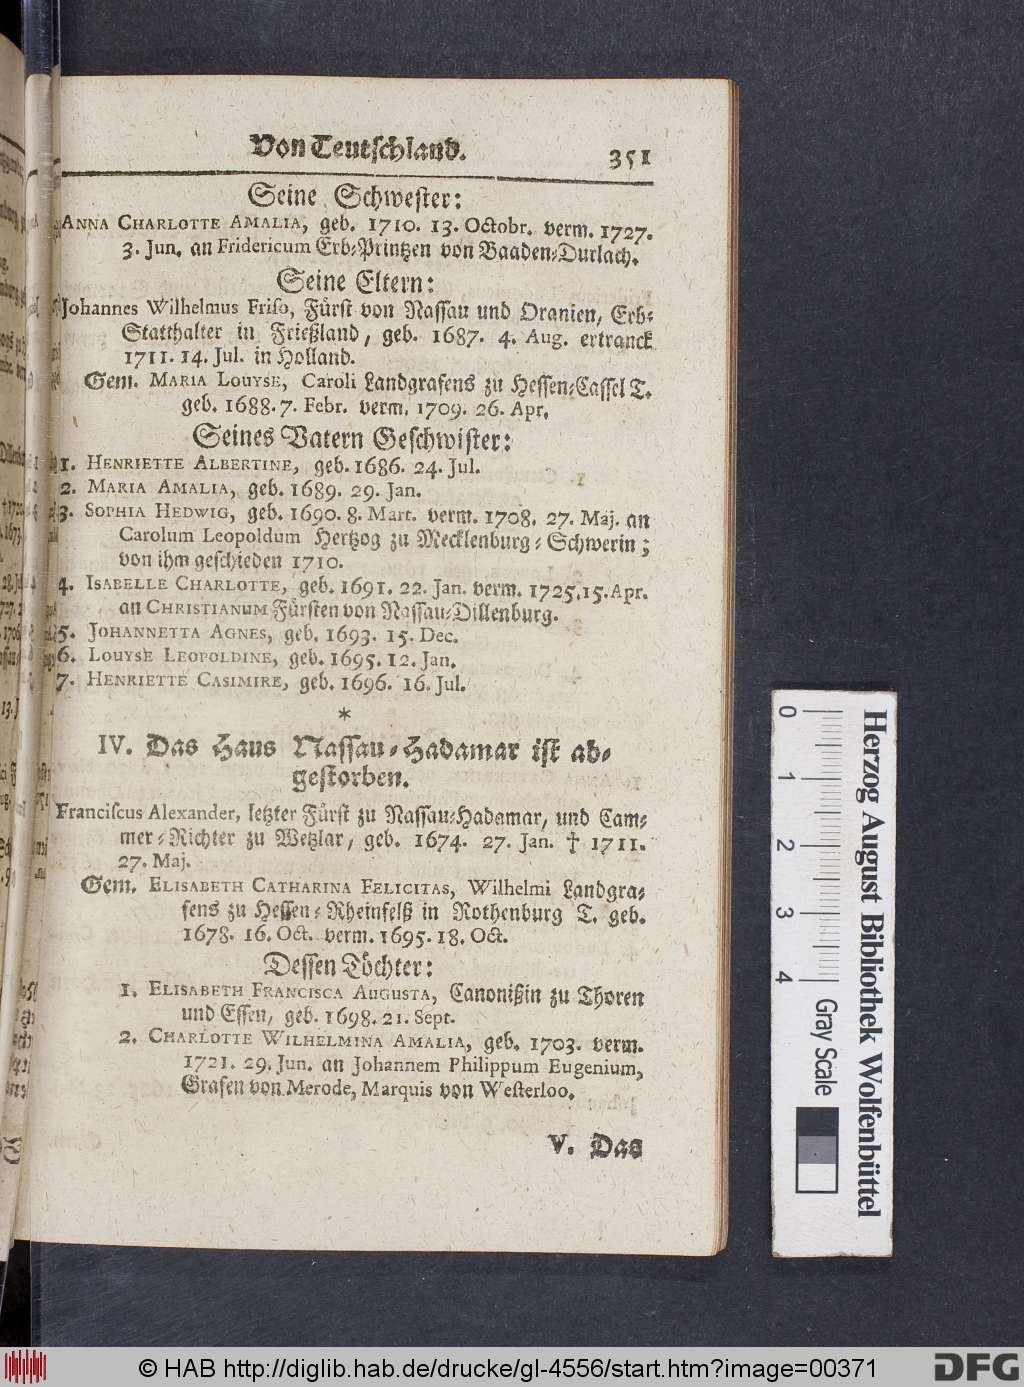 Von Teutschland.
351
Seine Schwester:
ANNA CHARLOTTE AMALIA, geb. 1710. 13. Octobr. verm. 1727.
3. Jun. an Fridericum Erb-Printzen von Baaden-Durlach.
Seine Eltern:
Johannes Wilhelmus Friso, Fürst von Nassau und Oranien, Erb-
Statthalter in Frießland, geb. 1687. 4. Aug. ertranck
1711. 14. Jul. in Holland.
Gem. MARIA LOUYSE, Caroli Landgrafens zu Hessen-Cassel T.
geb. 1688. 7. Febr. verm. 1709. 26. Apr.
Seines Vatern Geschwister:
1. HENRIETTE ALBERTINE, geb. 1686. 24. Jul.
2. MARIA AMALIA, geb. 1689. 29. Jan.
3. SOPHIA HEDWIG, geb. 1690. 8. Mart. verm. 1708. 27. Maj. an
Carolum Leopoldum Hertzog zu Mecklenburg-Schwerin;
von ihm geschieden 1710.
4. ISABELLE CHARLOTTE, geb. 1691. 22. Jan. verm. 1725. 15. Apr.
an CHRISTIANUM Fürsten von Nassau-Dillenburg.
5. JOHANNETTA AGNES, geb. 1693. 15. Dec.
6. LOUYSE LEOPOLDINE, geb. 1695. 12. Jan.
7. HENRIETTE CASIMIRE, geb. 1696. 16. Jul.
*
IV. Das Haus Nassau-Hadamar ist ab-
gestorben.
Franciscus Alexander, letzter Fürst zu Nassau-Hadamar, und Cam-
mer-Richter zu Wetzlar, geb. 1674. 27. Jan. † 1711.
27. Maj.
Gem. ELISABETH CATHARINA FELICITAS, Wilhelmi Landgra-
fens zu Hessen-Rheinfelß in Rothenburg T. geb.
1678. 16. Oct. verm. 1695. 18. Oct.
Dessen Töchter:
1. ELISABETH FRANCISCA AUGUSTA, Canonißin zu Thoren
und Essen, geb. 1698. 21. Sept.
2. CHARLOTTE WILHELMINA AMALIA, geb. 1703. verm.
1721. 29. Jun. an Johannem Philippum Eugenium,
Grafen von Merode, Marquis von Westerloo.
V. Das
0 1 2 3 4
Herzog August Bibliothek Wolfenbüttel
Gray Scale
© HAB http://diglib.hab.de/drucke/gl-4556/start.htm?image=00371
DFG